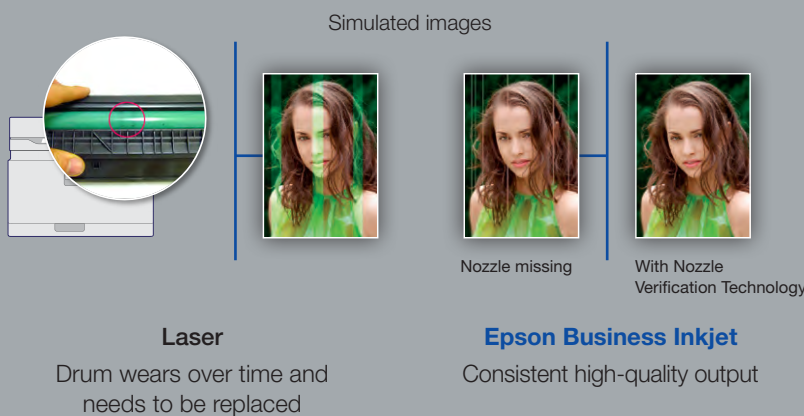 Simulated images
Nozzle missing
With Nozzle
Verification Technology
Laser
Drum wears over time and
needs to be replaced
Epson Business Inkjet
Consistent high-quality output